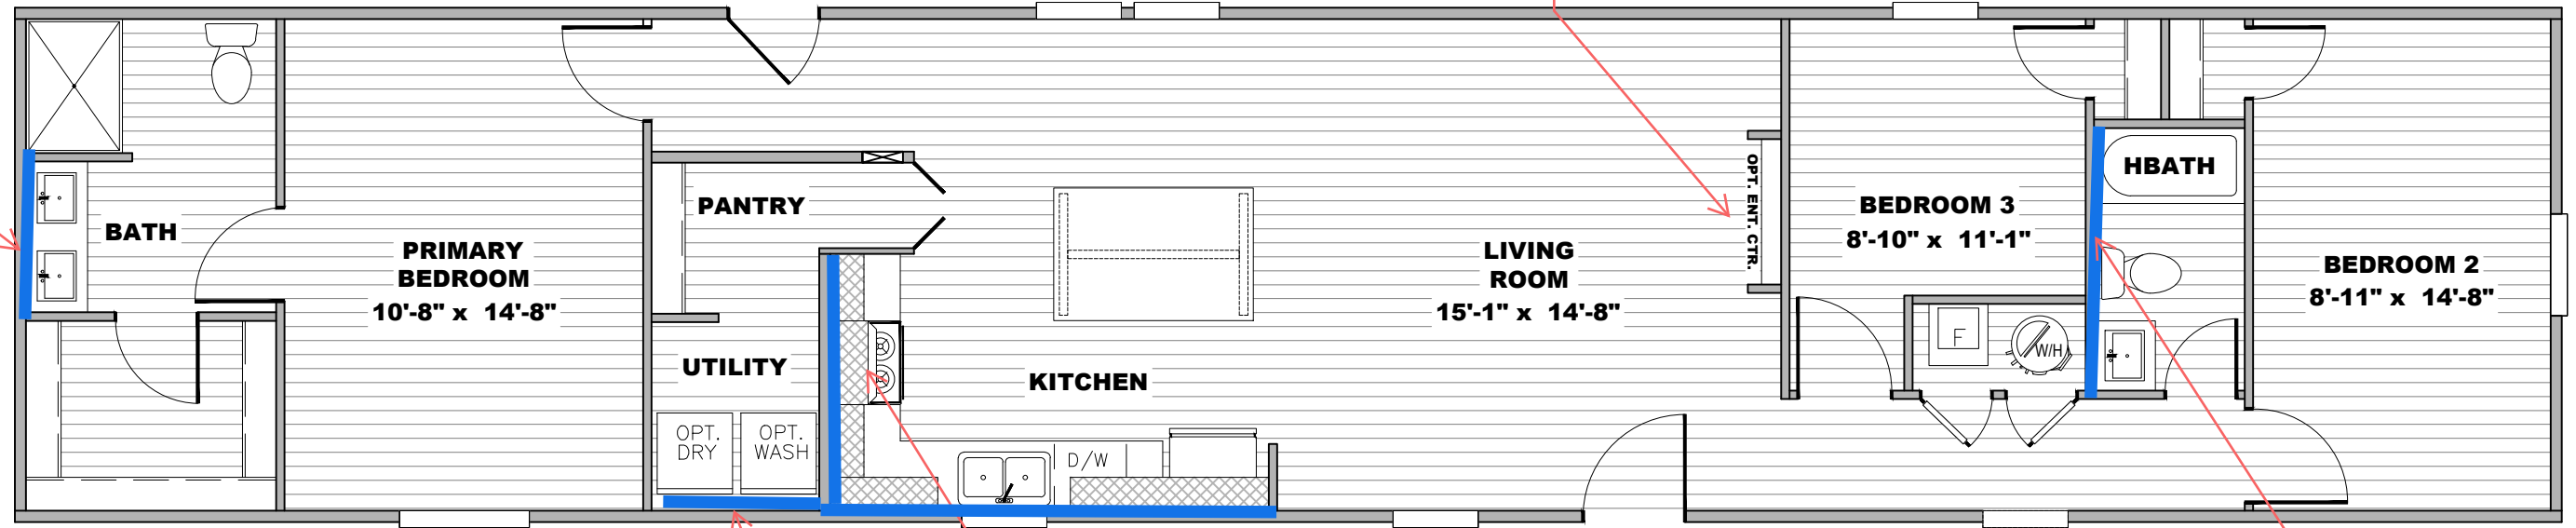 BATH
PRIMARY
BEDROOM
10'-8" x 14'-8"
PANTRY
UTILITY
OPT.
DRY
OPT.
WASH
KITCHEN
D/W
LIVING
ROOM
15'-1" x 14'-8"
OPT. ENT. CTR.
BEDROOM 3
8'-10" x 11'-1"
F
W/H
HBATH
BEDROOM 2
8'-11" x 14'-8"